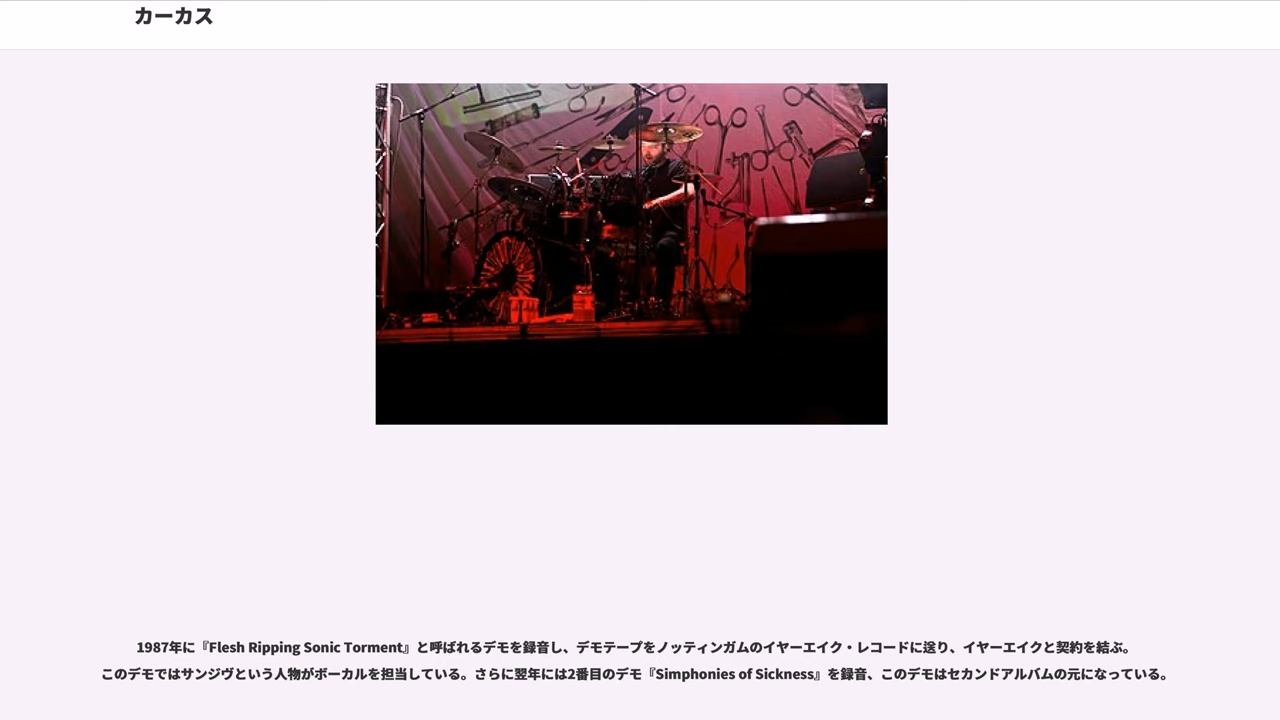 カーカス
1987年に『Flesh Ripping Sonic Torment』と呼ばれるデモを録音し、デモテープをノッティンガムのイヤーエイク・レコードに送り、イヤーエイクと契約を結ぶ。
このデモではサンジヴという人物がボーカルを担当している。さらに翌年には2番目のデモ『Simphonies of Sickness』を録音、このデモはセカンドアルバムの元になっている。